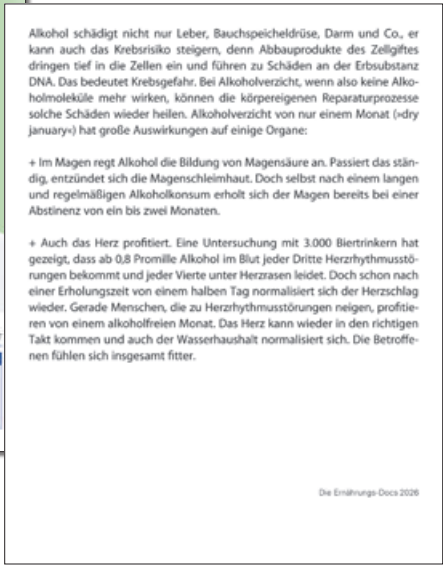 Alkohol schädigt nicht nur Leber, Bauchspeicheldrüse, Darm und Co., er
kann auch das Krebsrisiko steigern, denn Abbauprodukte des Zellgiftes
dringen tief in die Zellen ein und führen zu Schäden an der Erbsubstanz
DNA. Das bedeutet Krebsgefahr. Bei Alkoholverzicht, wenn also keine Alko-
holmoleküle mehr wirken, können die körpereigenen Reparaturprozesse
solche Schäden wieder heilen. Alkoholverzicht von nur einem Monat (»dry
january«) hat große Auswirkungen auf einige Organe:
+ Im Magen regt Alkohol die Bildung von Magensäure an. Passiert das stän-
dig, entzündet sich die Magenschleimhaut. Doch selbst nach einem langen
und regelmäßigen Alkoholkonsum erholt sich der Magen bereits bei einer
Abstinenz von ein bis zwei Monaten.
+ Auch das Herz profitiert. Eine Untersuchung mit 3.000 Biertrinkern hat
gezeigt, dass ab 0,8 Promille Alkohol im Blut jeder Dritte Herzrhythmusstö-
rungen bekommt und jeder Vierte unter Herzrasen leidet. Doch schon nach
einer Erholungszeit von einem halben Tag normalisiert sich der Herzschlag
wieder. Gerade Menschen, die zu Herzrhythmusstörungen neigen, profitie-
ren von einem alkoholfreien Monat. Das Herz kann wieder in den richtigen
Takt kommen und auch der Wasserhaushalt normalisiert sich. Die Betroffe-
nen fühlen sich insgesamt fitter.
Die Ernährungs-Docs 2026